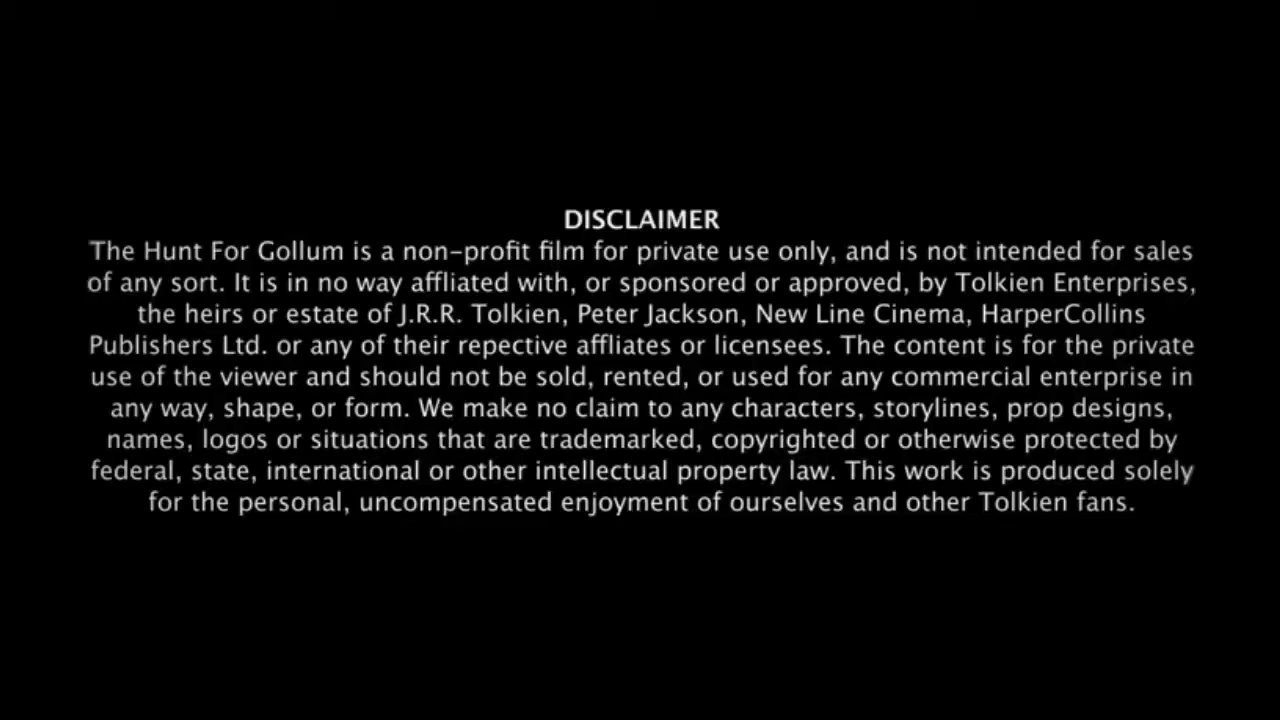 DISCLAIMER
The Hunt For Gollum is a non-profit film for private use only, and is not intended for sales
of any sort. It is in no way affliated with, or sponsored or approved, by Tolkien Enterprises,
the heirs or estate of J.R.R. Tolkien, Peter Jackson, New Line Cinema, HarperCollins
Publishers Ltd. or any of their repective affliates or licensees. The content is for the private
use of the viewer and should not be sold, rented, or used for any commercial enterprise in
any way, shape, or form. We make no claim to any characters, storylines, prop designs,
names, logos or situations that are trademarked, copyrighted or otherwise protected by
federal, state, international or other intellectual property law. This work is produced solely
for the personal, uncompensated enjoyment of ourselves and other Tolkien fans.